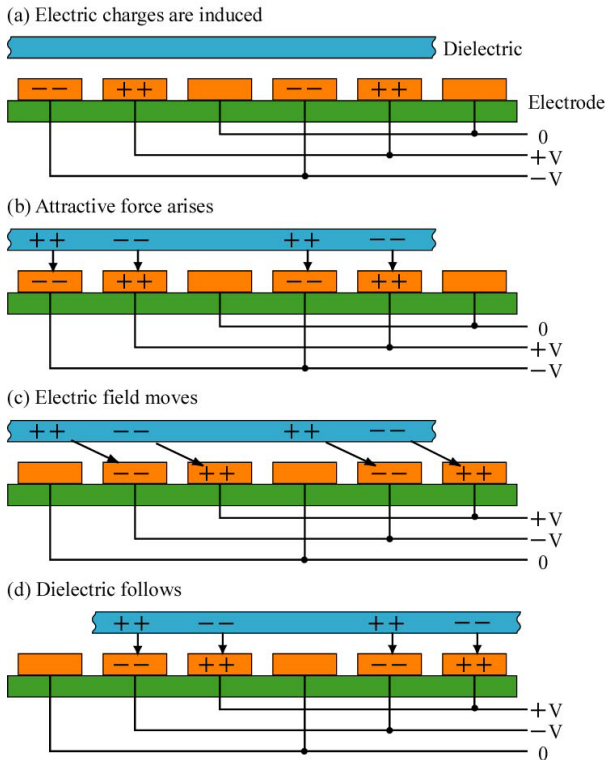 (a) Electric charges are induced
Dielectric
−− ++ −− ++
Electrode
0
+V
−V
(b) Attractive force arises
++ −− ++ −−
−− ++ −− ++
0
+V
−V
(c) Electric field moves
++ −− ++ −−
−− ++ −− ++
+V
−V
0
(d) Dielectric follows
++ −− ++ −−
−− ++ −− ++
+V
−V
0